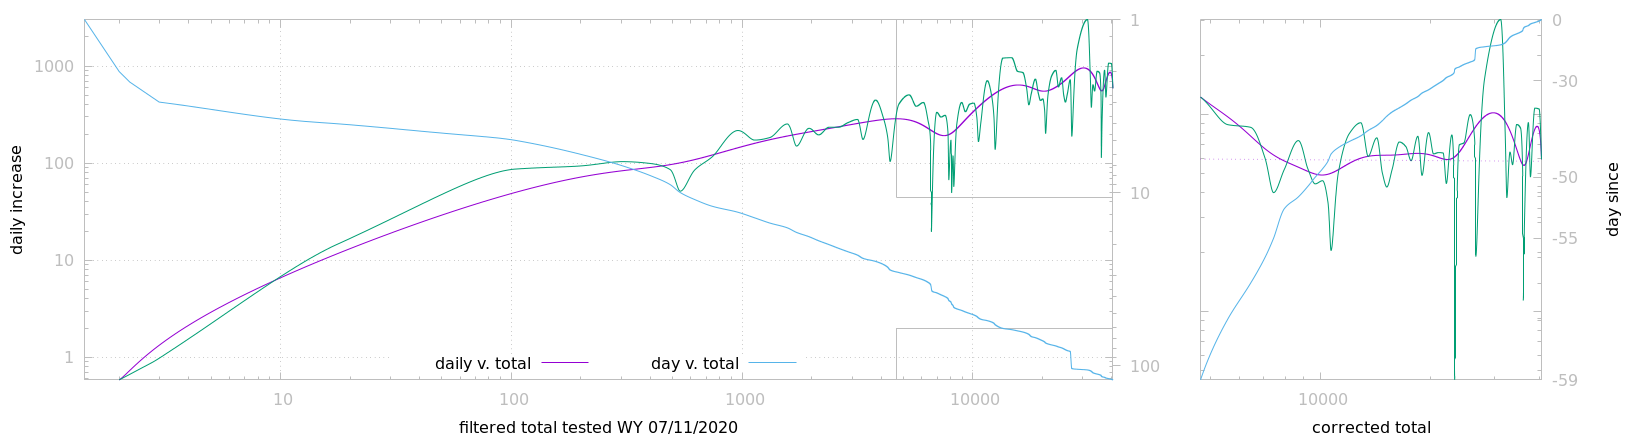 1000
100
10
1
daily increase
10
100
1000
10000
filtered total tested WY 07/11/2020
daily v. total
day v. total
1
10
100
0
-30
-50
-55
-59
day since
10000
corrected total